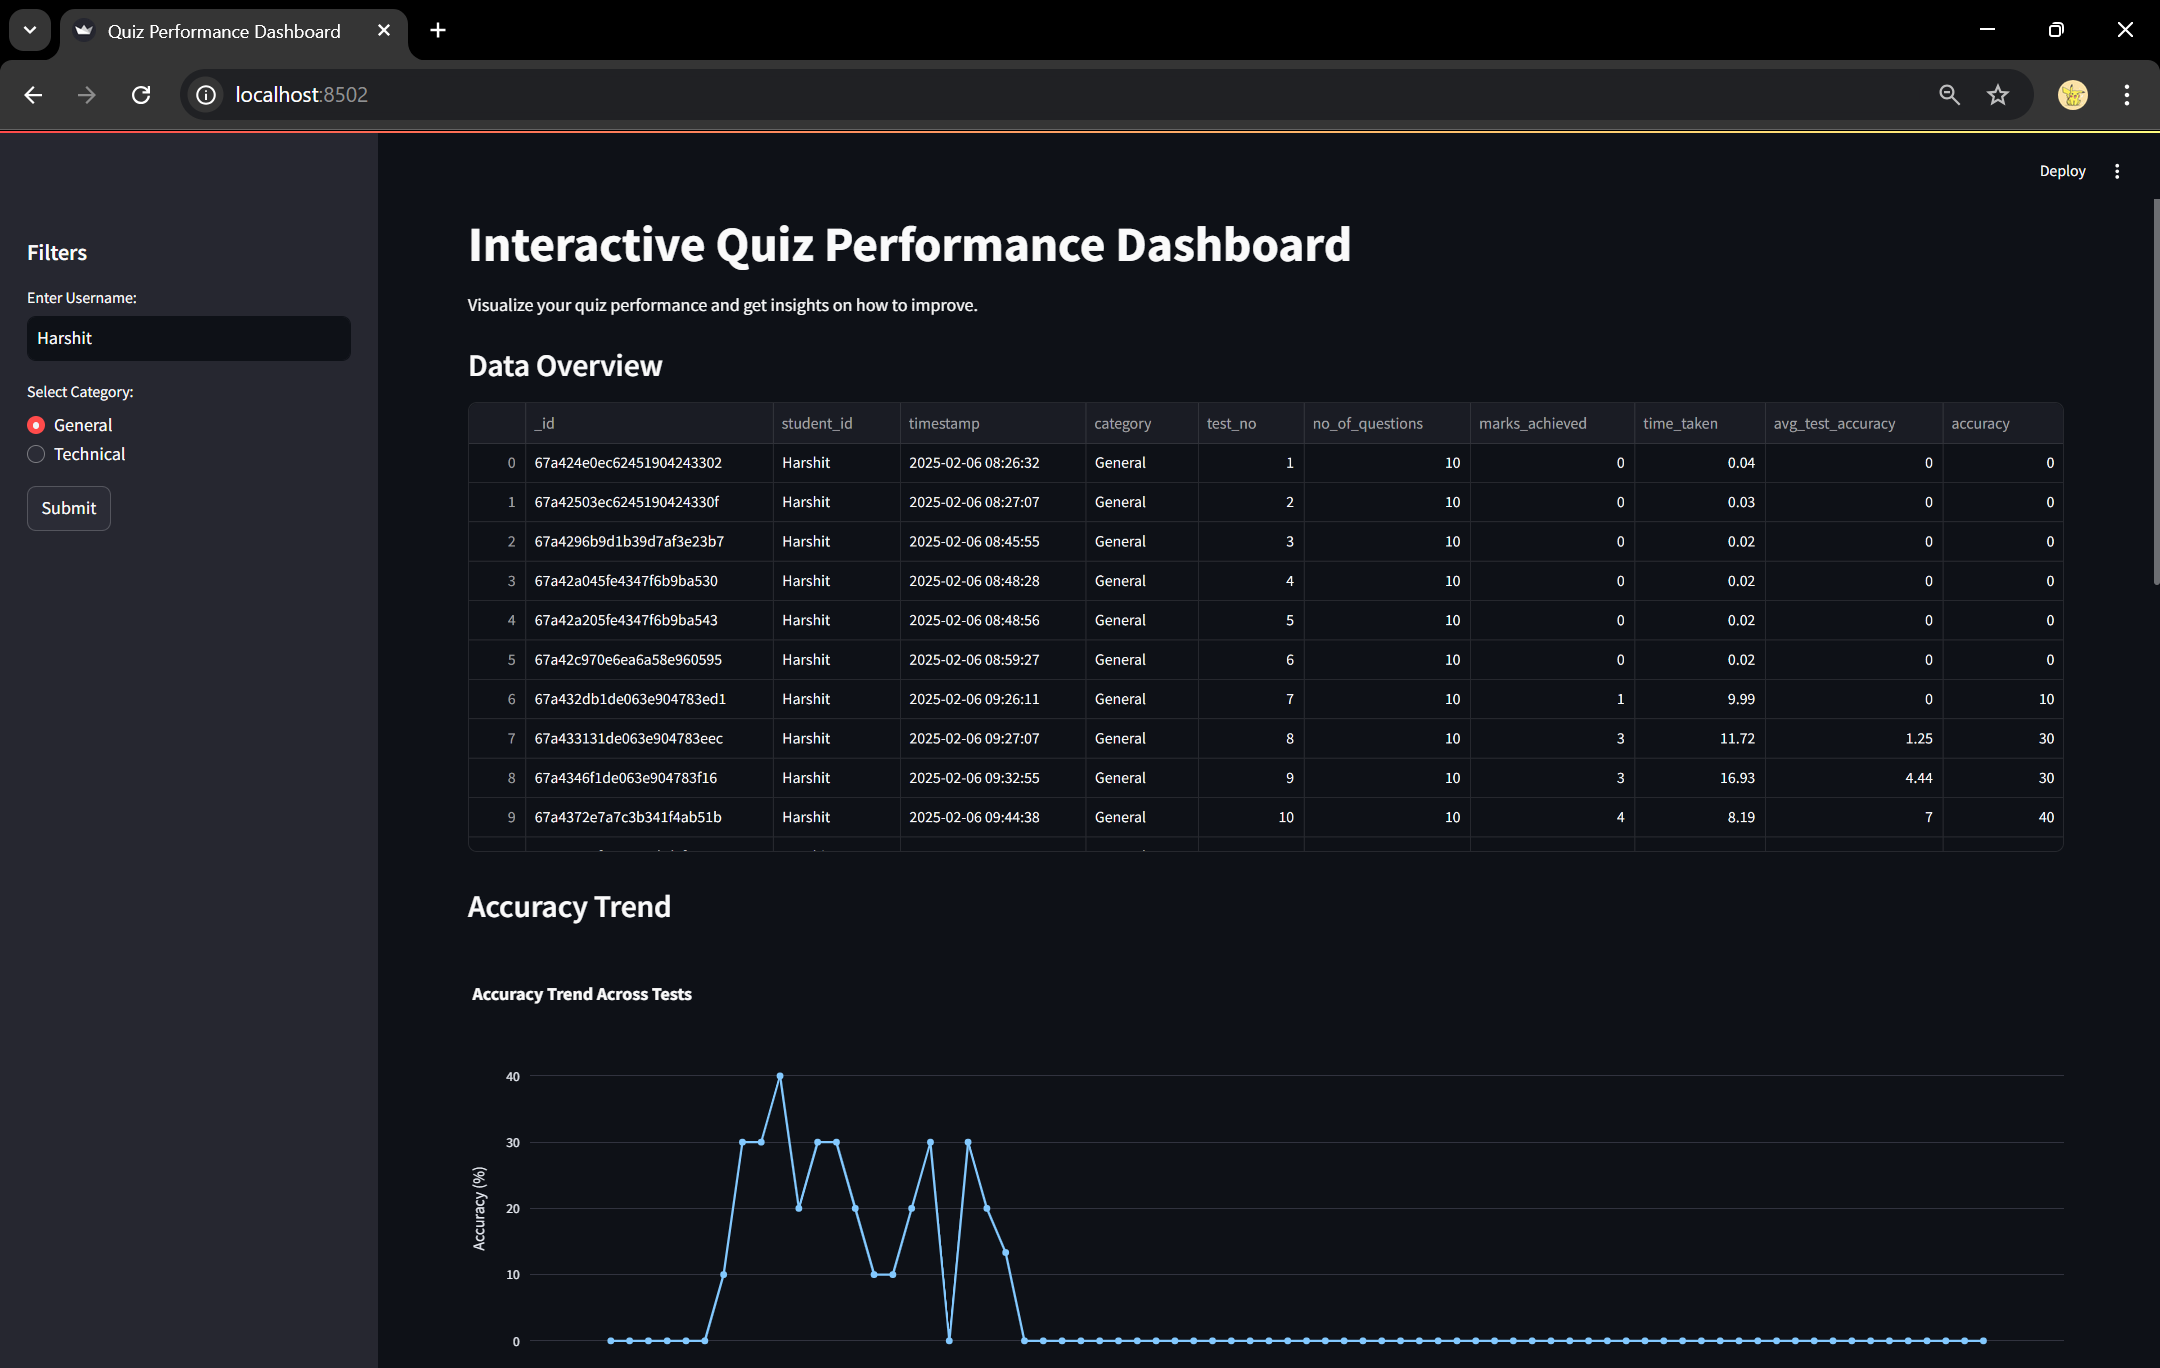 Quiz Performance Dashboard
localhost:8502
Deploy
Filters
Enter Username:
Harshit
Select Category:
General
Technical
Submit
Interactive Quiz Performance Dashboard
Visualize your quiz performance and get insights on how to improve.
Data Overview
_id student_id timestamp category test_no no_of_questions marks_achieved time_taken avg_test_accuracy accuracy
0 67a424e0ec62451904243302 Harshit 2025-02-06 08:26:32 General 1 10 0 0.04 0 0
1 67a42503ec6245190424330f Harshit 2025-02-06 08:27:07 General 2 10 0 0.03 0 0
2 67a4296b9d1b39d7af3e23b7 Harshit 2025-02-06 08:45:55 General 3 10 0 0.02 0 0
3 67a42a045fe4347f6b9ba530 Harshit 2025-02-06 08:48:28 General 4 10 0 0.02 0 0
4 67a42a205fe4347f6b9ba543 Harshit 2025-02-06 08:48:56 General 5 10 0 0.02 0 0
5 67a42c970e6ea6a58e960595 Harshit 2025-02-06 08:59:27 General 6 10 0 0.02 0 0
6 67a432db1de063e904783ed1 Harshit 2025-02-06 09:26:11 General 7 10 1 9.99 0 10
7 67a433131de063e904783eec Harshit 2025-02-06 09:27:07 General 8 10 3 11.72 1.25 30
8 67a4346f1de063e904783f16 Harshit 2025-02-06 09:32:55 General 9 10 3 16.93 4.44 30
9 67a4372e7a7c3b341f4ab51b Harshit 2025-02-06 09:44:38 General 10 10 4 8.19 7 40
Accuracy Trend
Accuracy Trend Across Tests
Accuracy (%)
40
30
20
10
0